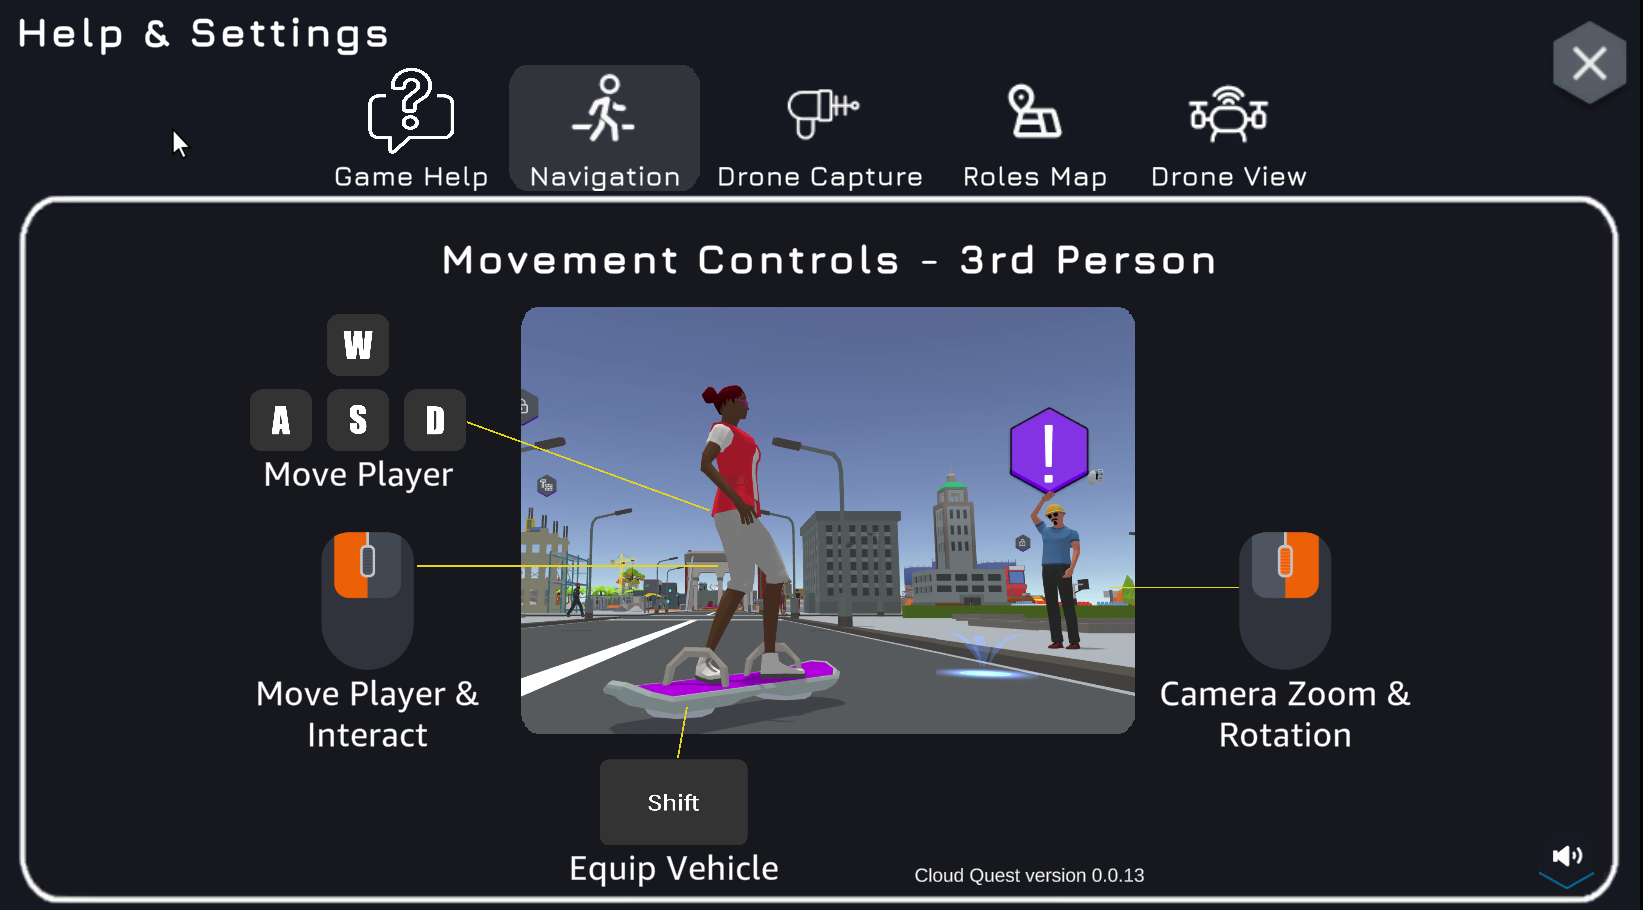 Help & Settings
Game Help
Navigation
Drone Capture
Roles Map
Drone View
Movement Controls - 3rd Person
W
A S D
Move Player
!
Move Player &
Interact
Camera Zoom &
Rotation
Shift
Equip Vehicle
Cloud Quest version 0.0.13